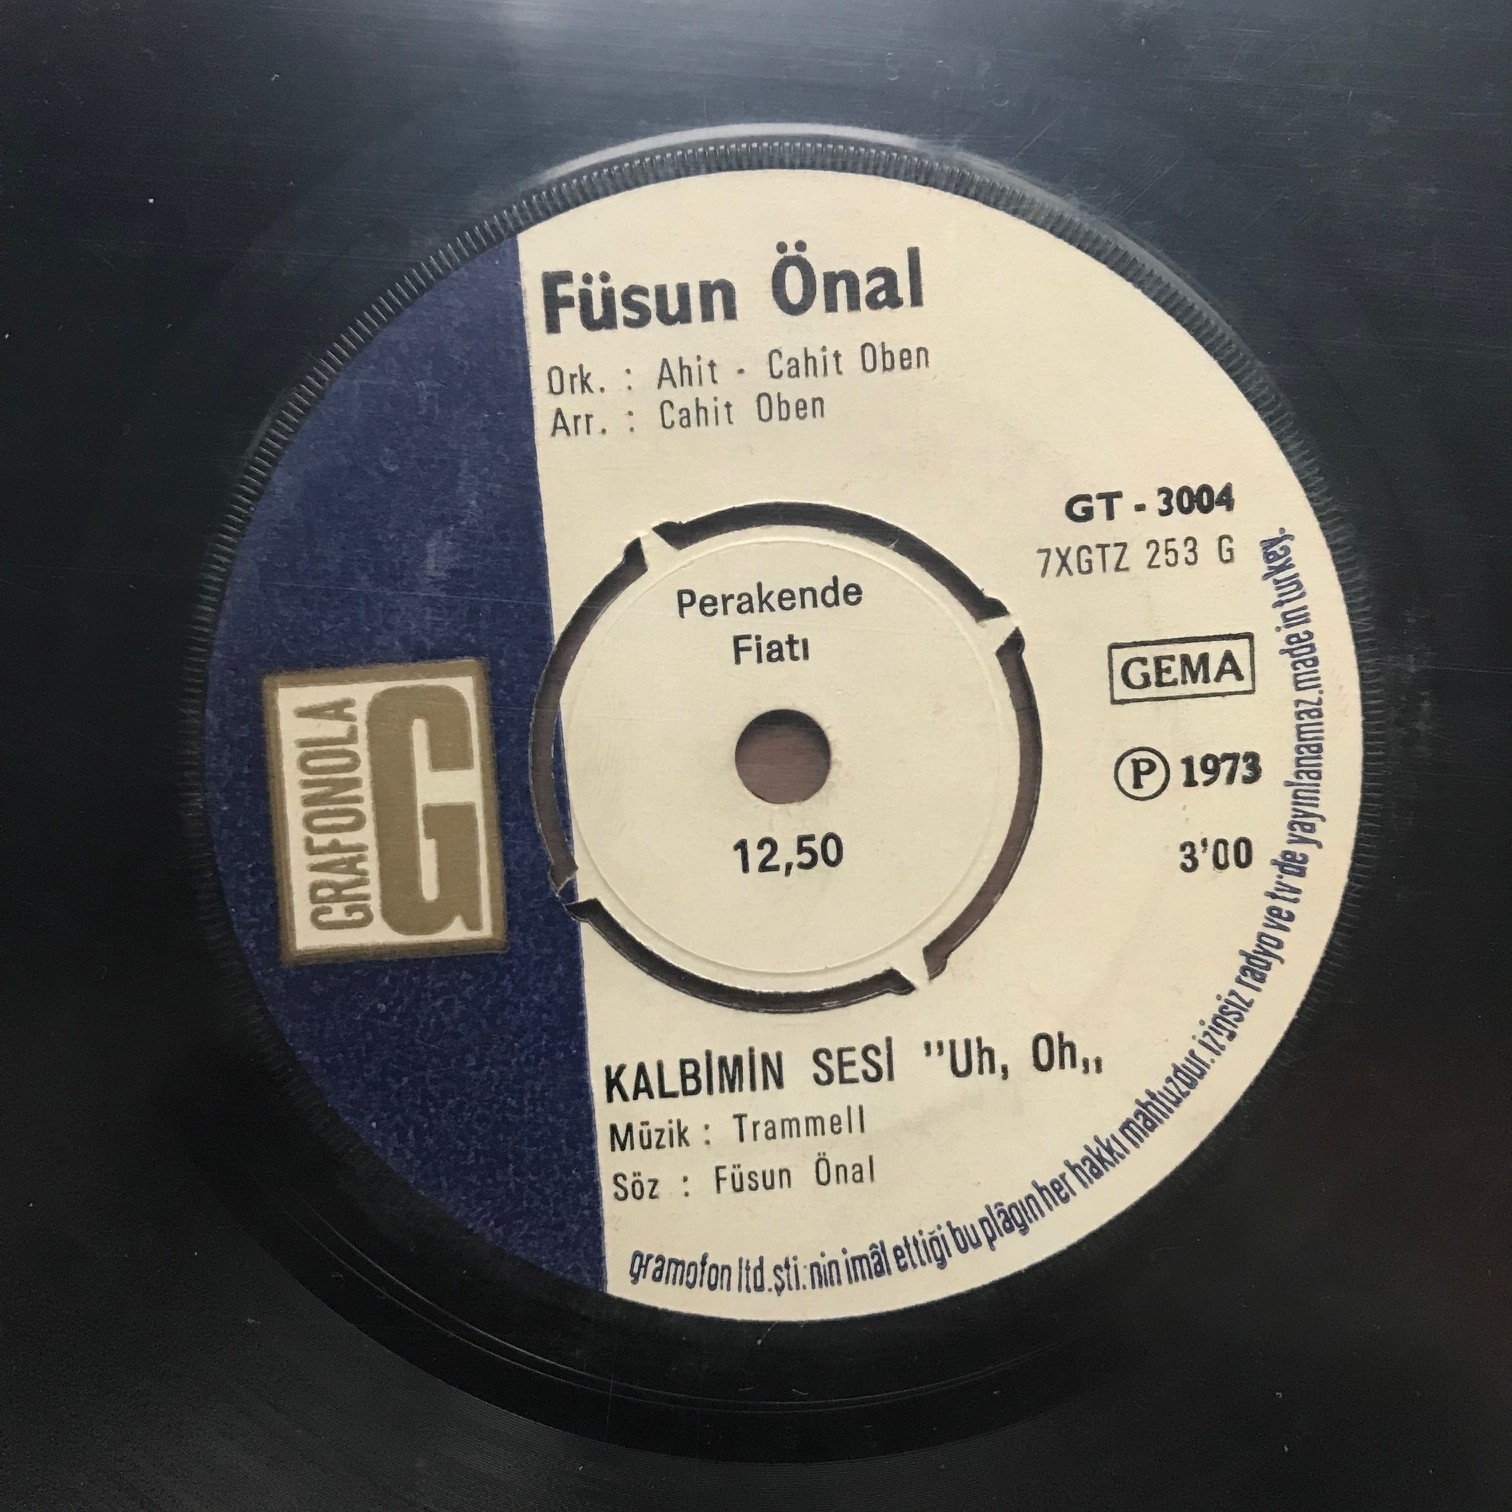 Füsun Önal
Ork. : Ahit - Cahit Oben
Arr. : Cahit Oben
GT - 3004
7XGTZ 253 G
Perakende
Fiatı
GEMA
GRAFONOLA
G
Ⓟ 1973
12,50
3'00
KALBİMİN SESİ "Uh, Oh„
Müzik : Trammell
Söz : Füsun Önal
gramofon ltd.şti.nin imâl ettiği bu plâgın her hakkı mahfuzdur. izinsiz radyo ve tv'de yayınlanamaz. made in turkey.